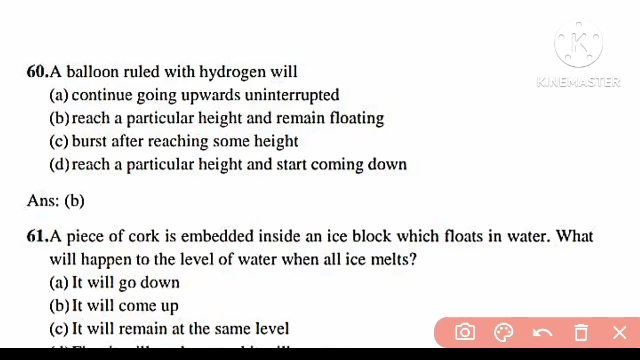 60.A balloon ruled with hydrogen will
(a) continue going upwards uninterrupted
(b) reach a particular height and remain floating
(c) burst after reaching some height
(d) reach a particular height and start coming down
Ans: (b)
61.A piece of cork is embedded inside an ice block which floats in water. What
will happen to the level of water when all ice melts?
(a) It will go down
(b) It will come up
(c) It will remain at the same level
K
KINEMASTER